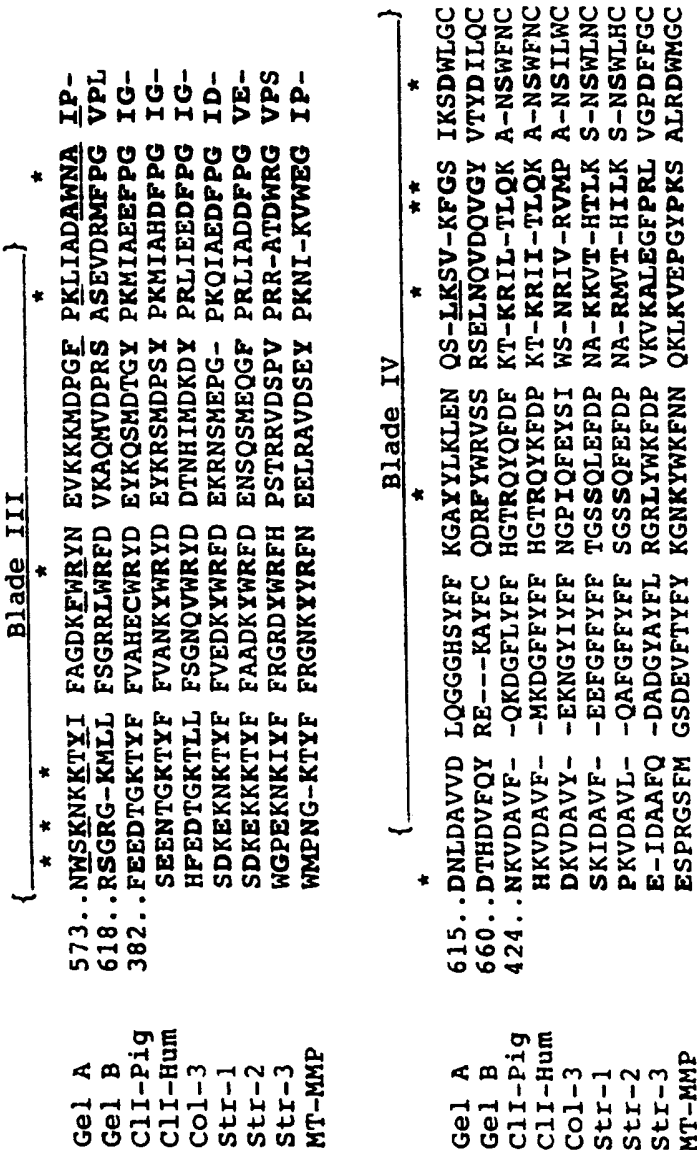 Blade III
* * * * * *
Gel A 573..NWSKNKKTYI FAGDKFWRYN EVKKKMDPGF PKLIADAWNA IP-
Gel B 618..RSGRG-KMLL FSGRRLWRFD VKAQMVDPRS ASEVDRMFPG VPL
ClI-Pig 382..FEEDTGKTYF FVAHECWRYD EYKQSMDTGY PKMIAEEFPG IG-
ClI-Hum SEENTGKTYF FVANKYWRYD EYKRSMDPSY PKMIAHDFPG IG-
Col-3 HFEDTGKTLL FSGNQVWRYD DTNHIMDKDY PRLIEEDFPG IG-
Str-1 SDKEKNKTYF FVEDKYWRFD EKRNSMEPG- PKQIAEDFPG ID-
Str-2 SDKEKKKTYF FAADKYWRFD ENSQSMEQGF PRLIADDFPG VE-
Str-3 WGPEKNKIYF FRGRDYWRFH PSTRRVDSPV PRR-ATDWRG VPS
MT-MMP WMPNG-KTYF FRGNKYYRFN EELRAVDSEY PKNI-KVWEG IP-
Blade IV
* * * ** *
Gel A 615..DNLDAVVD LQGGGHSYFF KGAYYLKLEN QS-LKSV-KFGS IKSDWLGC
Gel B 660..DTHDVFQY RE---KAYFC QDRFYWRVSS RSELNQVDQVGY VTYDILQC
ClI-Pig 424..NKVDAVF- -QKDGFLYFF HGTRQYQFDF KT-KRIL-TLQK A-NSWFNC
ClI-Hum HKVDAVF- -MKDGFFYFF HGTRQYKFDP KT-KRII-TLQK A-NSWFNC
Col-3 DKVDAVY- -EKNGYIYFF NGPIQFEYSI WS-NRIV-RVMP A-NSILWC
Str-1 SKIDAVF- -EEFGFFYFF TGSSQLEFDP NA-KKVT-HTLK S-NSWLNC
Str-2 PKVDAVL- -QAFGFFYFF SGSSQFEFDP NA-RMVT-HILK S-NSWLHC
Str-3 E-IDAAFQ -DADGYAYFL RGRLYWKFDP VKVKALEGFPRL VGPDFFGC
MT-MMP ESPRGSFM GSDEVFTYFY KGNKYWKFNN QKLKVEPGYPKS ALRDWMGC